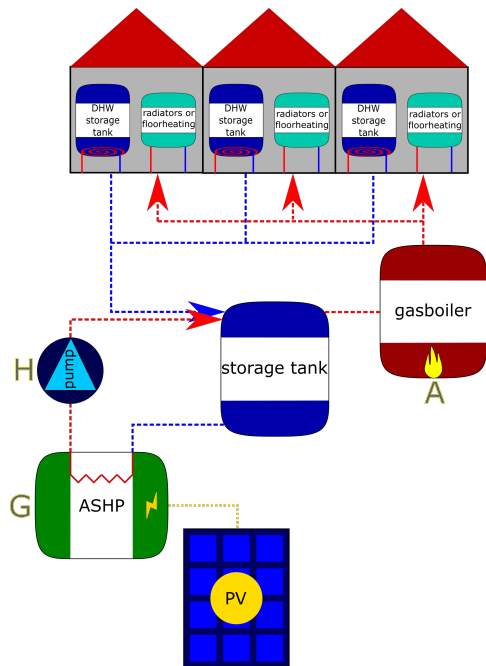 DHW
storage
tank
radiators or
floorheating
DHW
storage
tank
radiators or
floorheating
DHW
storage
tank
radiators or
floorheating
gasboiler
A
storage tank
H
pump
G
ASHP
PV